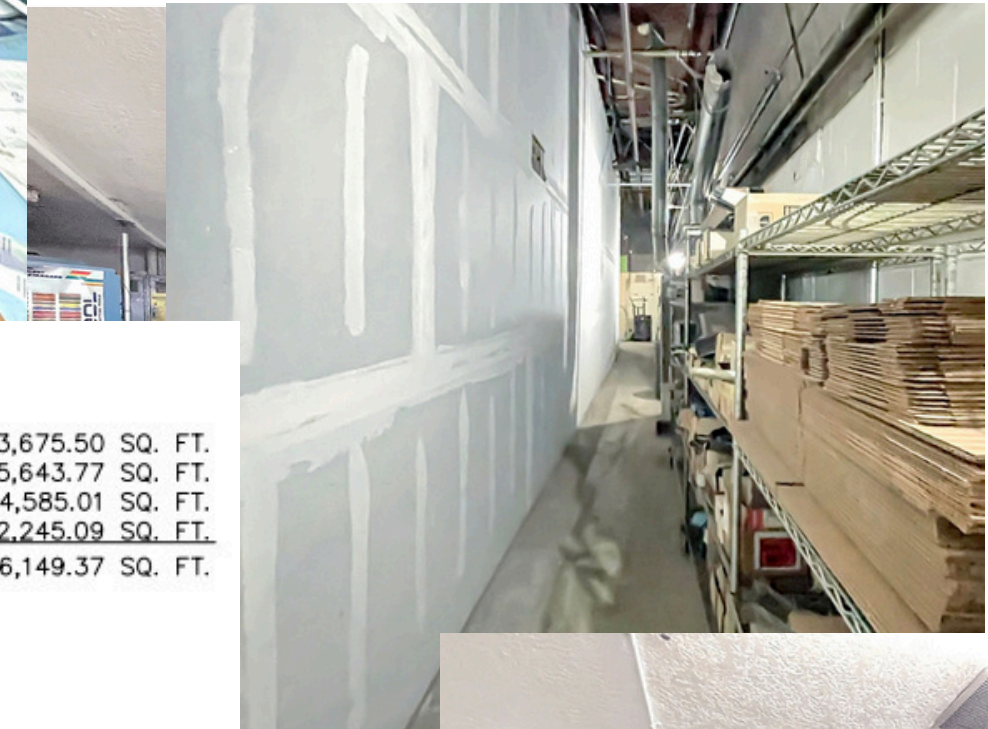 3,675.50 SQ. FT.
5,643.77 SQ. FT.
4,585.01 SQ. FT.
2,245.09 SQ. FT.
6,149.37 SQ. FT.